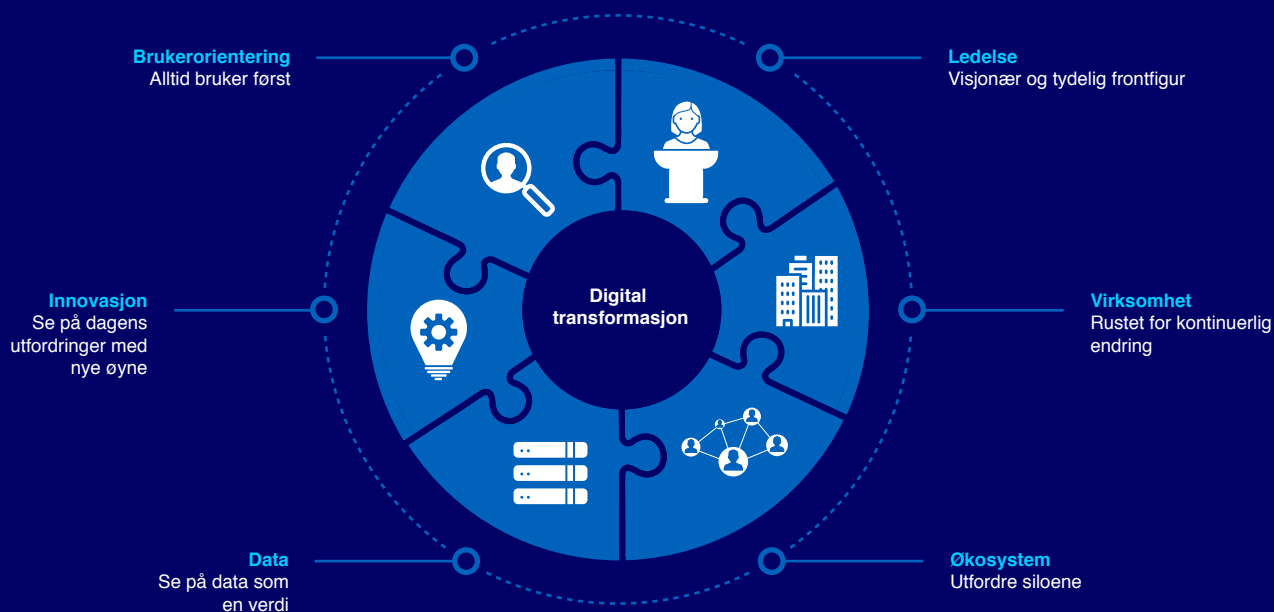 Brukerorientering
Alltid bruker først
Ledelse
Visjonær og tydelig frontfigur
Innovasjon
Se på dagens
utfordringer med
nye øyne
Digital
transformasjon
Virksomhet
Rustet for kontinuerlig
endring
Data
Se på data som
en verdi
Økosystem
Utfordre siloene